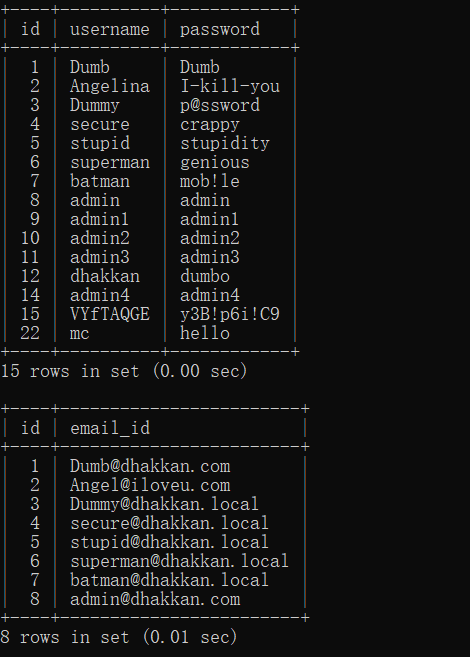 +----+----------+------------+
| id | username | password   |
+----+----------+------------+
|  1 | Dumb     | Dumb       |
|  2 | Angelina | I-kill-you |
|  3 | Dummy    | p@ssword   |
|  4 | secure   | crappy     |
|  5 | stupid   | stupidity  |
|  6 | superman | genious    |
|  7 | batman   | mob!le     |
|  8 | admin    | admin      |
|  9 | admin1   | admin1     |
| 10 | admin2   | admin2     |
| 11 | admin3   | admin3     |
| 12 | dhakkan  | dumbo      |
| 14 | admin4   | admin4     |
| 15 | VYfTAQGE | y3B!p6i!C9 |
| 22 | mc       | hello      |
+----+----------+------------+
15 rows in set (0.00 sec)

+----+------------------------+
| id | email_id               |
+----+------------------------+
|  1 | Dumb@dhakkan.com       |
|  2 | Angel@iloveu.com       |
|  3 | Dummy@dhakkan.local    |
|  4 | secure@dhakkan.local   |
|  5 | stupid@dhakkan.local   |
|  6 | superman@dhakkan.local |
|  7 | batman@dhakkan.local   |
|  8 | admin@dhakkan.com      |
+----+------------------------+
8 rows in set (0.01 sec)